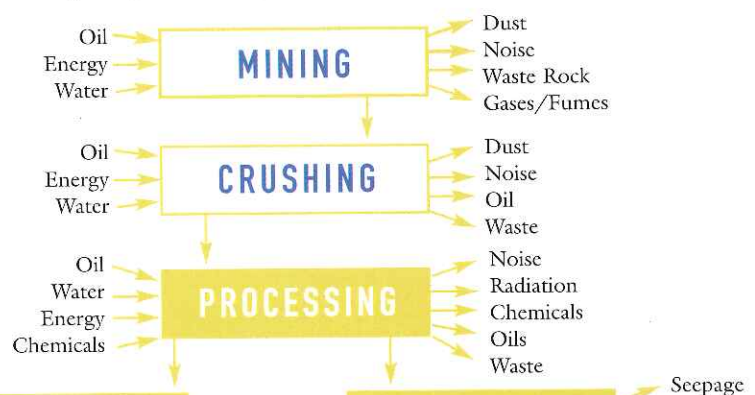 Oil
Energy
Water
MINING
Dust
Noise
Waste Rock
Gases/Fumes
Oil
Energy
Water
CRUSHING
Dust
Noise
Oil
Waste
Oil
Water
Energy
Chemicals
PROCESSING
Noise
Radiation
Chemicals
Oils
Waste
Seepage